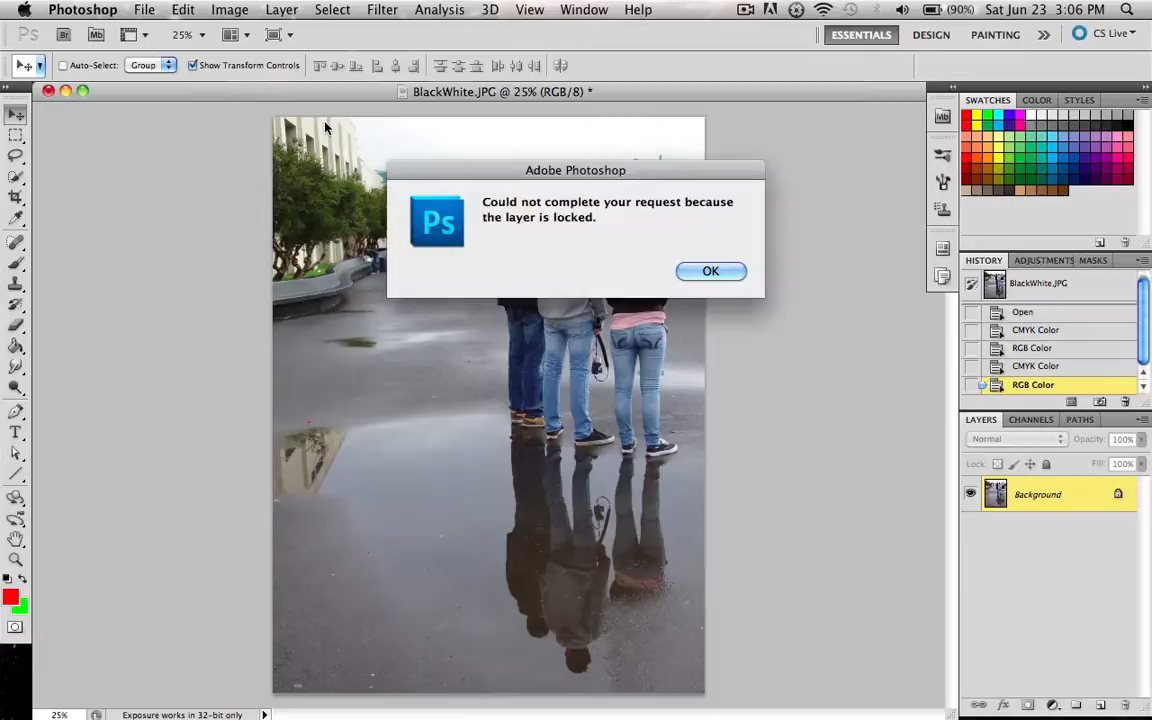 Photoshop File Edit Image Layer Select Filter Analysis 3D View Window Help (90%) Sat Jun 23 3:06 PM
Ps Br Mb 25% ESSENTIALS DESIGN PAINTING CS Live
Auto-Select: Group Show Transform Controls
BlackWhite.JPG @ 25% (RGB/8) *
Mb
SWATCHES COLOR STYLES
Adobe Photoshop
Ps
Could not complete your request because
the layer is locked.
OK
HISTORY ADJUSTMENTS MASKS
BlackWhite.JPG
Open
CMYK Color
RGB Color
CMYK Color
RGB Color
LAYERS CHANNELS PATHS
Normal Opacity: 100%
Lock: Fill: 100%
Background
T
fx
25% Exposure works in 32-bit only